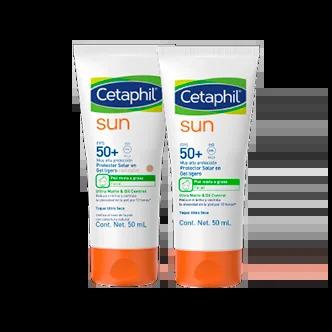 Cetaphil
sun
FPS
50+
Muy alta protección
Protector Solar en
Gel ligero
Piel mixta a grasa
Facial
Ultra Matte & Oil Control
Toque Ultra Seco
Cont. Net. 50 mL
Cetaphil
sun
FPS
50+
Muy alta protección
Protector Solar en
Gel ligero
Piel mixta a grasa
Facial
Ultra Matte & Oil Control
Toque Ultra Seco
Cont. Net. 50 mL